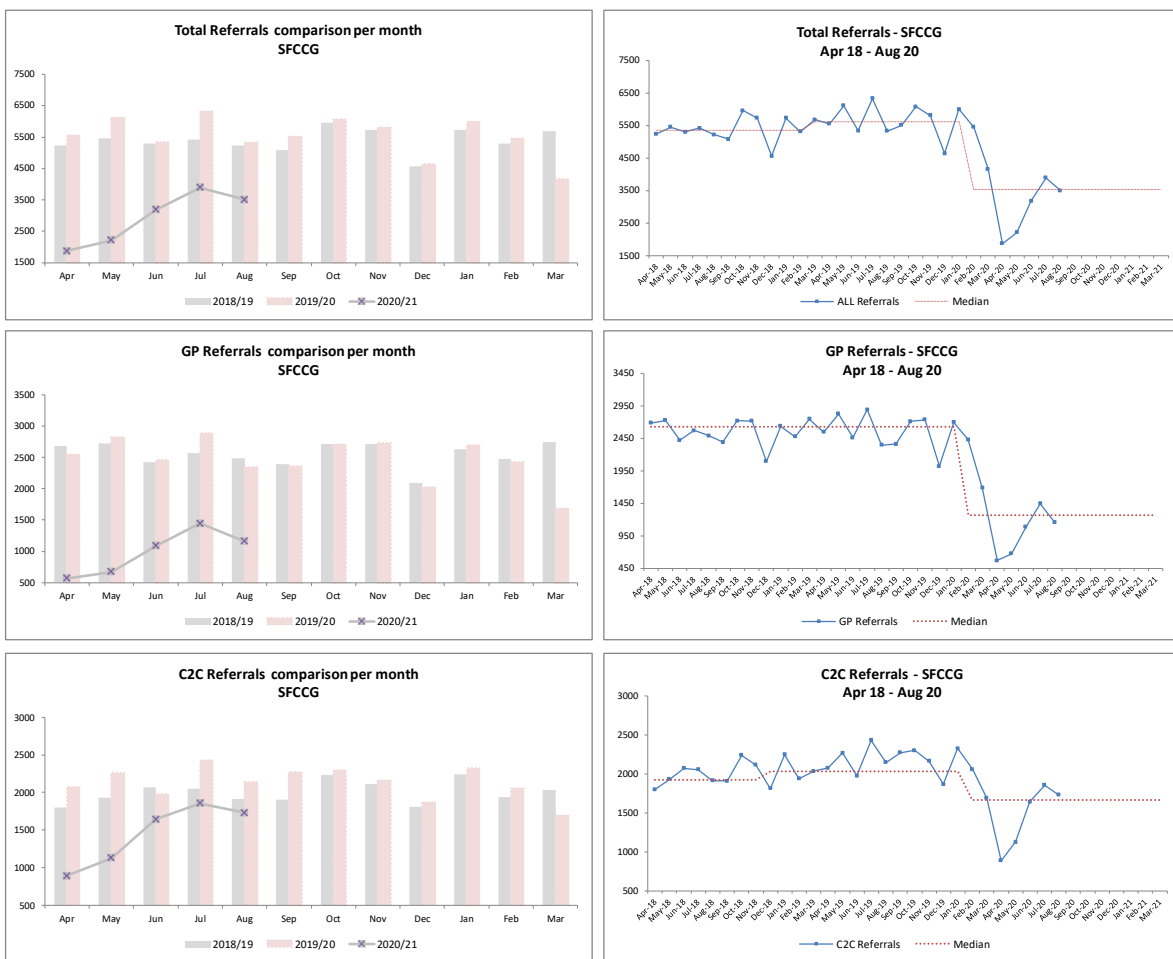 Total Referrals comparison per month
SFCCG
7500
6500
5500
4500
3500
2500
1500
Apr May Jun Jul Aug Sep Oct Nov Dec Jan Feb Mar
2018/19 2019/20 2020/21
Total Referrals - SFCCG
Apr 18 - Aug 20
7500
6500
5500
4500
3500
2500
1500
Apr-18 May-18 Jun-18 Jul-18 Aug-18 Sep-18 Oct-18 Nov-18 Dec-18 Jan-19 Feb-19 Mar-19 Apr-19 May-19 Jun-19 Jul-19 Aug-19 Sep-19 Oct-19 Nov-19 Dec-19 Jan-20 Feb-20 Mar-20 Apr-20 May-20 Jun-20 Jul-20 Aug-20 Sep-20 Oct-20 Nov-20 Dec-20 Jan-21 Feb-21 Mar-21
ALL Referrals Median
GP Referrals comparison per month
SFCCG
3500
3000
2500
2000
1500
1000
500
Apr May Jun Jul Aug Sep Oct Nov Dec Jan Feb Mar
2018/19 2019/20 2020/21
GP Referrals - SFCCG
Apr 18 - Aug 20
3450
2950
2450
1950
1450
950
450
Apr-18 May-18 Jun-18 Jul-18 Aug-18 Sep-18 Oct-18 Nov-18 Dec-18 Jan-19 Feb-19 Mar-19 Apr-19 May-19 Jun-19 Jul-19 Aug-19 Sep-19 Oct-19 Nov-19 Dec-19 Jan-20 Feb-20 Mar-20 Apr-20 May-20 Jun-20 Jul-20 Aug-20 Sep-20 Oct-20 Nov-20 Dec-20 Jan-21 Feb-21 Mar-21
GP Referrals Median
C2C Referrals comparison per month
SFCCG
3000
2500
2000
1500
1000
500
Apr May Jun Jul Aug Sep Oct Nov Dec Jan Feb Mar
2018/19 2019/20 2020/21
C2C Referrals - SFCCG
Apr 18 - Aug 20
3000
2500
2000
1500
1000
500
Apr-18 May-18 Jun-18 Jul-18 Aug-18 Sep-18 Oct-18 Nov-18 Dec-18 Jan-19 Feb-19 Mar-19 Apr-19 May-19 Jun-19 Jul-19 Aug-19 Sep-19 Oct-19 Nov-19 Dec-19 Jan-20 Feb-20 Mar-20 Apr-20 May-20 Jun-20 Jul-20 Aug-20 Sep-20 Oct-20 Nov-20 Dec-20 Jan-21 Feb-21 Mar-21
C2C Referrals Median